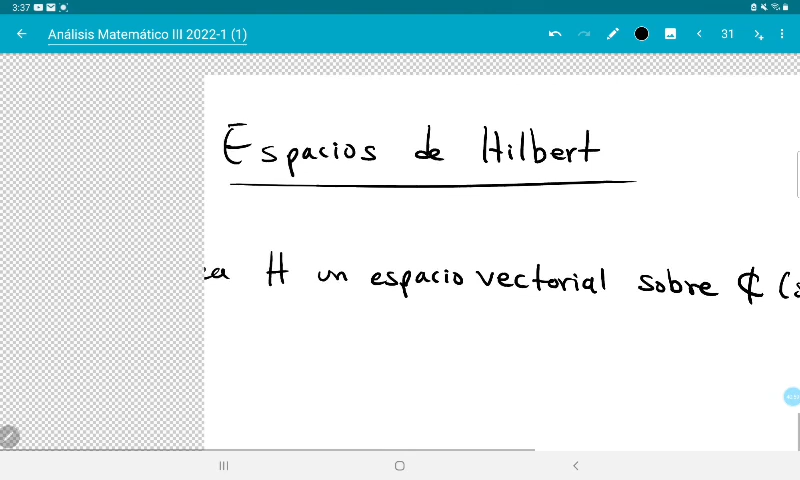 3:37
Análisis Matemático III 2022-1 (1)
31
Espacios de Hilbert
H un espacio vectorial sobre ₵ (